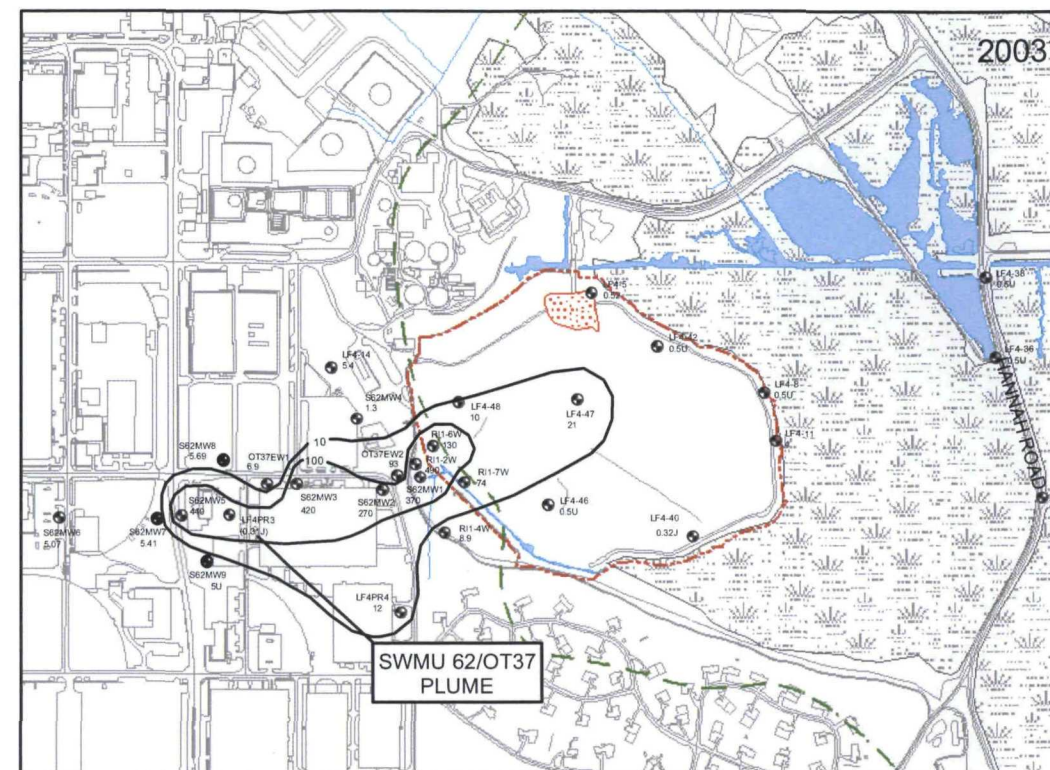 2003
LF4-38
0.5U
LF4-5
0.52
LF4-42
0.5U
LF4-36
0.5U
HANNAH ROAD
LF4-14
5.4
LF4-8
0.5U
S62MW4
1.3
LF4-48
10
LF4-47
21
LF4-11
10
100
RI1-6W
130
S62MW8
5.69
OT37EW1
6.9
OT37EW2
93
RI1-2W
490
RI1-7W
74
S62MW3
420
S62MW2
270
S62MW1
370
S62MW5
440
LF4PR3
(0.31J)
LF4-46
0.5U
S62MW6
5.07
S62MW7
5.41
LF4-40
0.32J
RI1-4W
8.9
S62MW9
5U
LF4PR4
12
SWMU 62/OT37
PLUME